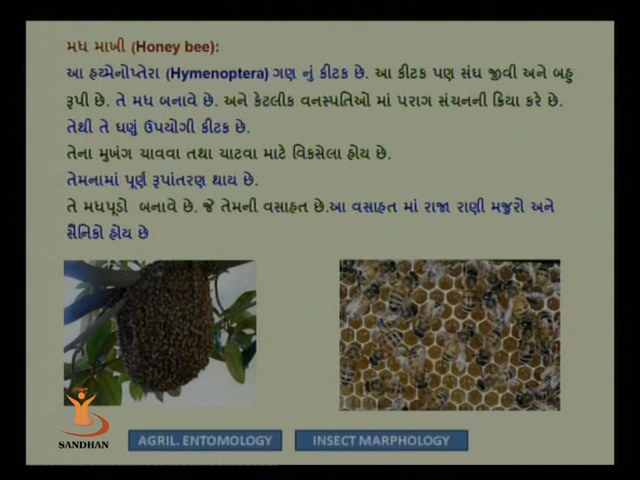 મધ માખી (Honey bee):
આ હય્મેનોપ્તેરા (Hymenoptera) ગણ નું કીટક છે. આ કીટક પણ સંઘ જીવી અને બહુ
રૂપી છે. તે મધ બનાવે છે. અને કેટલીક વનસ્પતિઓ માં પરાગ સંચનની ક્રિયા કરે છે.
તેથી તે ઘણું ઉપયોગી કીટક છે.
તેના મુખંગ ચાવવા તથા ચાટવા માટે વિકસેલા હોય છે.
તેમનામાં પૂર્ણ રૂપાંતરણ થાય છે.
તે મધપૂડો બનાવે છે. જે તેમની વસાહત છે.આ વસાહત માં રાજા રાણી મજુરો અને
સૈનિકો હોય છે
SANDHAN
AGRIL. ENTOMOLOGY
INSECT MARPHOLOGY